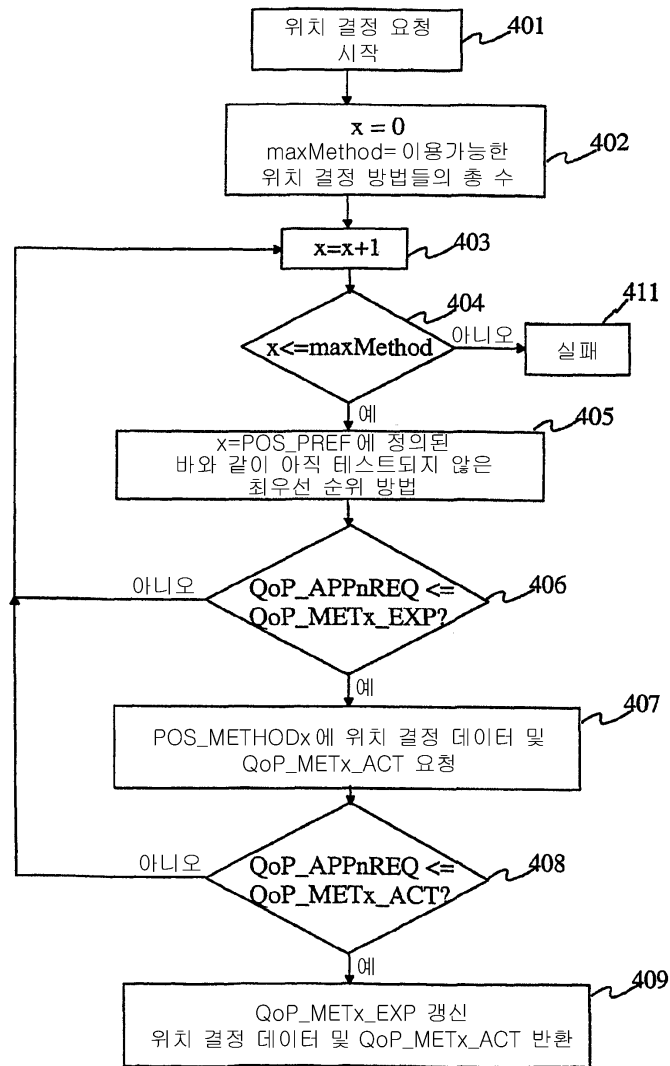 위치 결정 요청
시작
401
x = 0
maxMethod= 이용가능한
위치 결정 방법들의 총 수
402
x=x+1
403
404
x<=maxMethod
아니오
411
실패
예
405
x=POS_PREF에 정의된
바와 같이 아직 테스트되지 않은
최우선 순위 방법
아니오
QoP_APPnREQ <=
QoP_METx_EXP?
406
예
407
POS_METHODx에 위치 결정 데이터 및
QoP_METx_ACT 요청
아니오
QoP_APPnREQ <=
QoP_METx_ACT?
408
예
409
QoP_METx_EXP 갱신
위치 결정 데이터 및 QoP_METx_ACT 반환